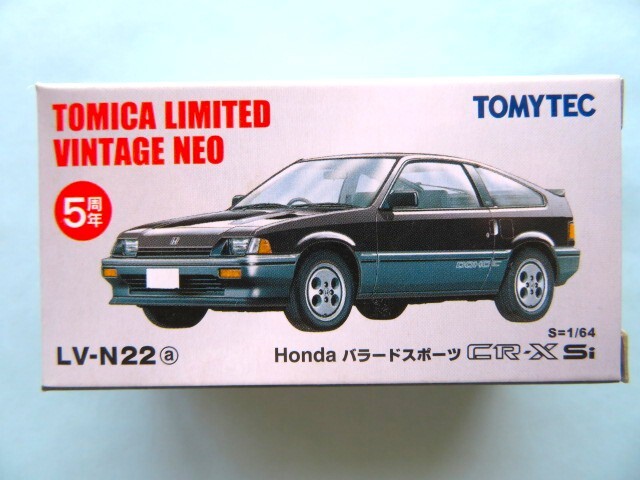 TOMICA LIMITED
VINTAGE NEO
TOMYTEC
5周年
DOHC
S=1/64
LV-N22ⓐ
Honda バラードスポーツ CR-X Si